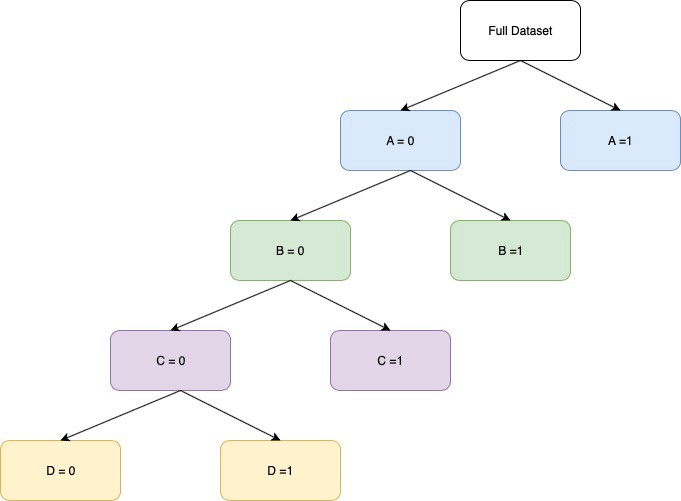 Full Dataset
A = 0
A =1
B = 0
B =1
C = 0
C =1
D = 0
D =1